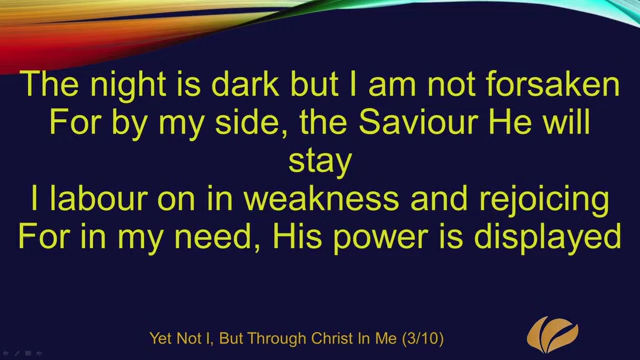 The night is dark but I am not forsaken
For by my side, the Saviour He will
stay
I labour on in weakness and rejoicing
For in my need, His power is displayed
Yet Not I, But Through Christ In Me (3/10)